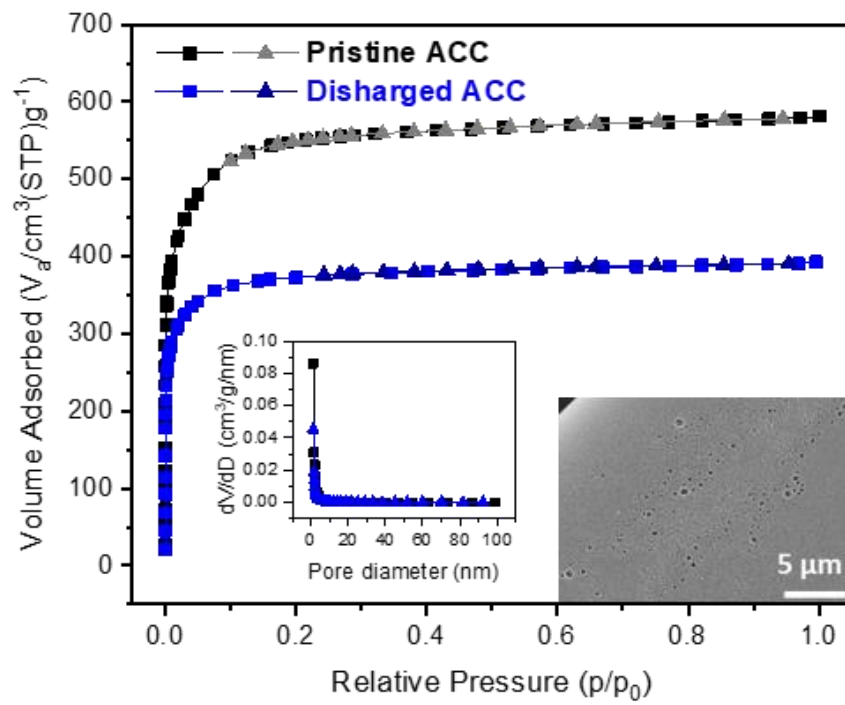 Pristine ACC
Disharged ACC
Volume Adsorbed (Vₐ/cm³(STP)g⁻¹)
700
600
500
400
300
200
100
0
dV/dD (cm³/g/nm)
0.10
0.08
0.06
0.04
0.02
0.00
0 20 40 60 80 100
Pore diameter (nm)
5 µm
0.0 0.2 0.4 0.6 0.8 1.0
Relative Pressure (p/p₀)